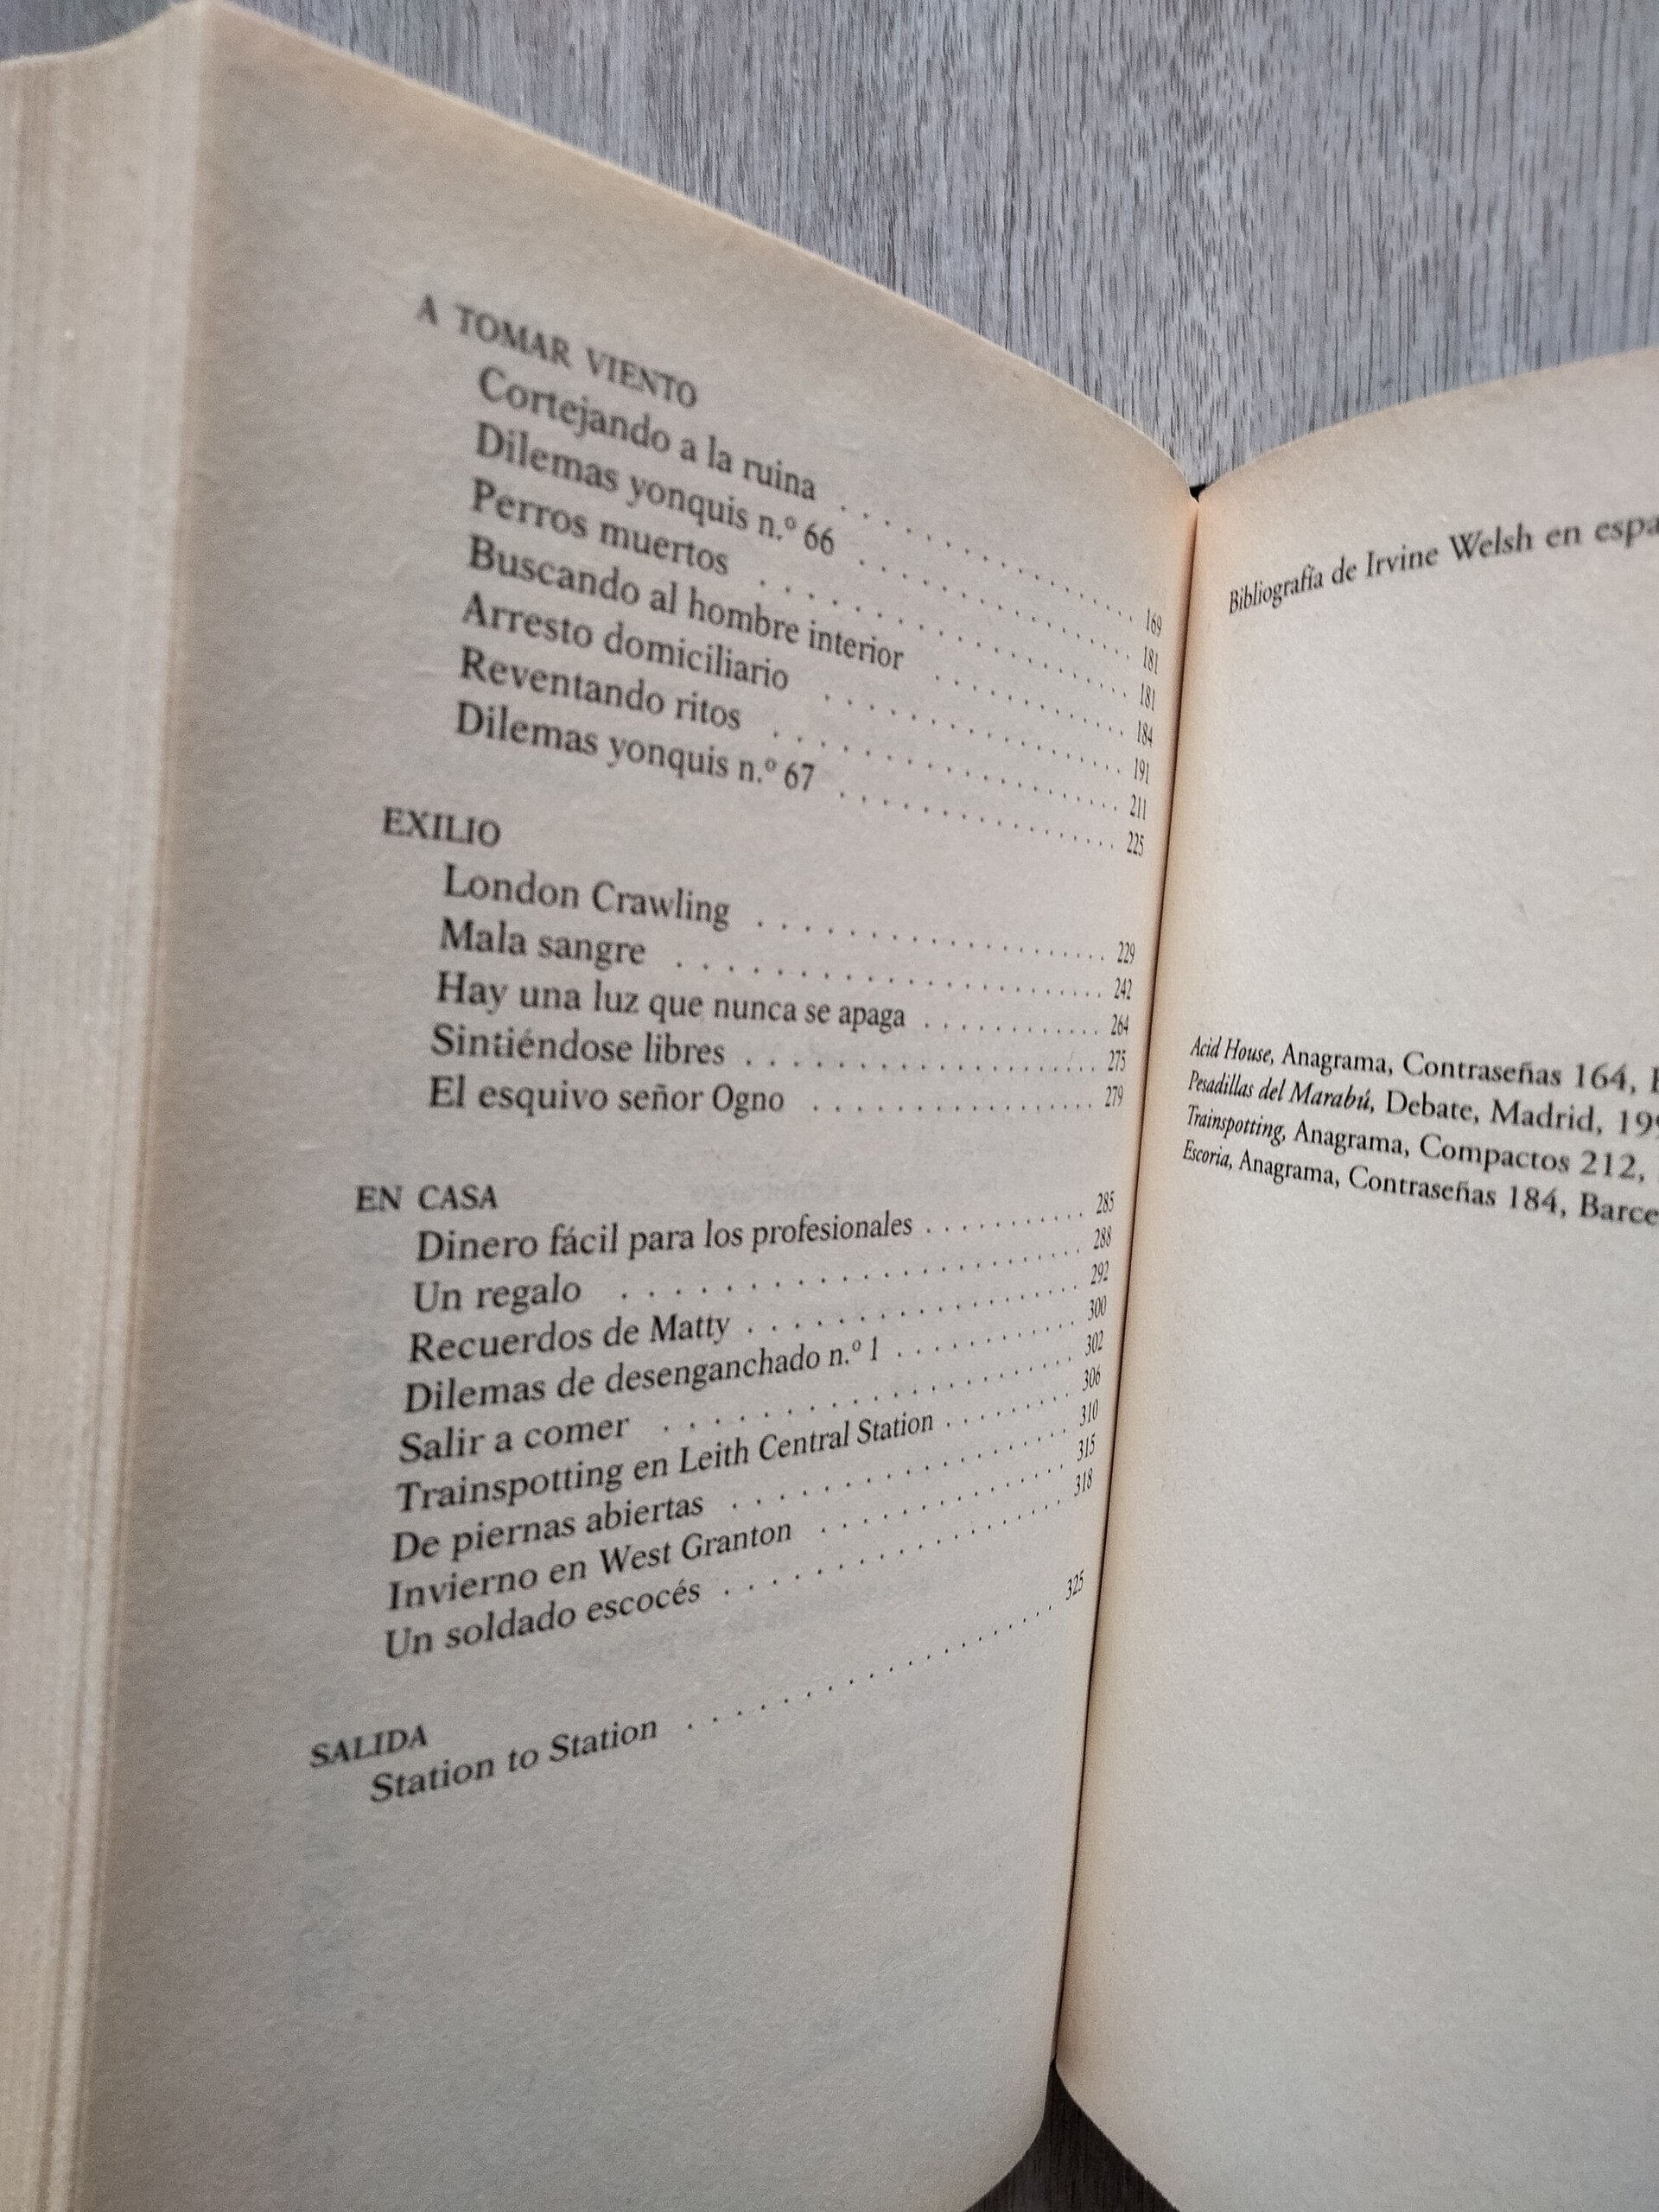 A TOMAR VIENTO
Cortejando a la ruina . . . . . . . . . . . . . . . . . . 169
Dilemas yonquis n.º 66 . . . . . . . . . . . . . . . . . 181
Perros muertos . . . . . . . . . . . . . . . . . . . . . 181
Buscando al hombre interior . . . . . . . . . . . . . 184
Arresto domiciliario . . . . . . . . . . . . . . . . . . 191
Reventando ritos . . . . . . . . . . . . . . . . . . . . 211
Dilemas yonquis n.º 67 . . . . . . . . . . . . . . . . . 225
EXILIO
London Crawling . . . . . . . . . . . . . . . . . . . . 229
Mala sangre . . . . . . . . . . . . . . . . . . . . . . . 242
Hay una luz que nunca se apaga . . . . . . . . . . . . 264
Sintiéndose libres . . . . . . . . . . . . . . . . . . . . 275
El esquivo señor Ogno . . . . . . . . . . . . . . . . . 279
EN CASA
Dinero fácil para los profesionales . . . . . . . . . . 285
Un regalo . . . . . . . . . . . . . . . . . . . . . . . . 288
Recuerdos de Matty . . . . . . . . . . . . . . . . . . . 292
Dilemas de desenganchado n.º 1 . . . . . . . . . . . . 300
Salir a comer . . . . . . . . . . . . . . . . . . . . . . 302
Trainspotting en Leith Central Station . . . . . . . . 306
De piernas abiertas . . . . . . . . . . . . . . . . . . . 310
Invierno en West Granton . . . . . . . . . . . . . . . 315
Un soldado escocés . . . . . . . . . . . . . . . . . . . 318
SALIDA
Station to Station . . . . . . . . . . . . . . . . . . . . 325
Bibliografía de Irvine Welsh en espa
Acid House, Anagrama, Contraseñas 164,
Pesadillas del Marabú, Debate, Madrid, 199
Trainspotting, Anagrama, Compactos 212,
Escoria, Anagrama, Contraseñas 184, Barce